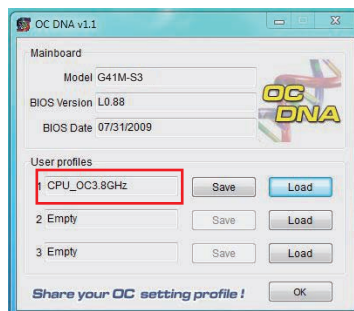 OC DNA v1.1
Mainboard
Model G41M-S3
BIOS Version L0.88
BIOS Date 07/31/2009
OC
DNA
User profiles
1 CPU_OC3.8GHz Save Load
2 Empty Save Load
3 Empty Save Load
Share your OC setting profile! OK